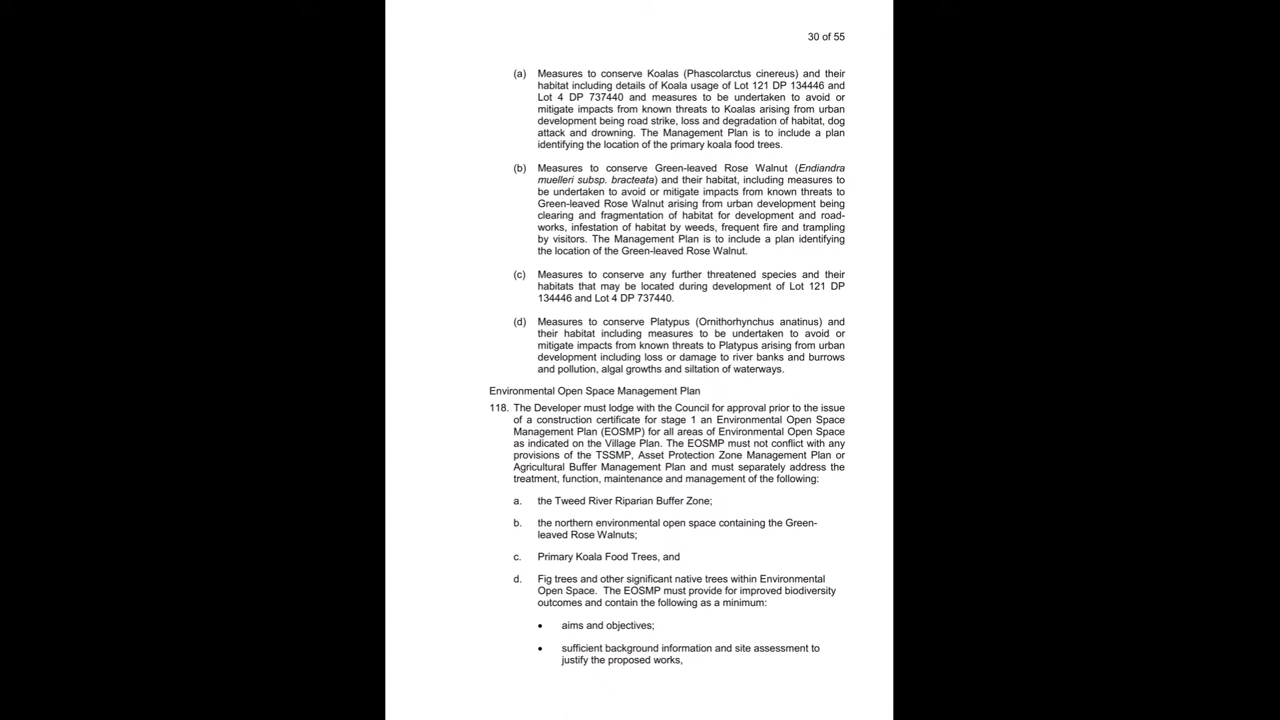 30 of 55
(a) Measures to conserve Koalas (Phascolarctus cinereus) and their
habitat including details of Koala usage of Lot 121 DP 134446 and
Lot 4 DP 737440 and measures to be undertaken to avoid or
mitigate impacts from known threats to Koalas arising from urban
development being road strike, loss and degradation of habitat, dog
attack and drowning. The Management Plan is to include a plan
identifying the location of the primary koala food trees.
(b) Measures to conserve Green-leaved Rose Walnut (Endiandra
muelleri subsp. bracteata) and their habitat, including measures to
be undertaken to avoid or mitigate impacts from known threats to
Green-leaved Rose Walnut arising from urban development being
clearing and fragmentation of habitat for development and road-
works, infestation of habitat by weeds, frequent fire and trampling
by visitors. The Management Plan is to include a plan identifying
the location of the Green-leaved Rose Walnut.
(c) Measures to conserve any further threatened species and their
habitats that may be located during development of Lot 121 DP
134446 and Lot 4 DP 737440.
(d) Measures to conserve Platypus (Ornithorhynchus anatinus) and
their habitat including measures to be undertaken to avoid or
mitigate impacts from known threats to Platypus arising from urban
development including loss or damage to river banks and burrows
and pollution, algal growths and siltation of waterways.
Environmental Open Space Management Plan
118. The Developer must lodge with the Council for approval prior to the issue
of a construction certificate for stage 1 an Environmental Open Space
Management Plan (EOSMP) for all areas of Environmental Open Space
as indicated on the Village Plan. The EOSMP must not conflict with any
provisions of the TSSMP, Asset Protection Zone Management Plan or
Agricultural Buffer Management Plan and must separately address the
treatment, function, maintenance and management of the following:
a. the Tweed River Riparian Buffer Zone;
b. the northern environmental open space containing the Green-
leaved Rose Walnuts;
c. Primary Koala Food Trees, and
d. Fig trees and other significant native trees within Environmental
Open Space. The EOSMP must provide for improved biodiversity
outcomes and contain the following as a minimum:
• aims and objectives;
• sufficient background information and site assessment to
justify the proposed works,